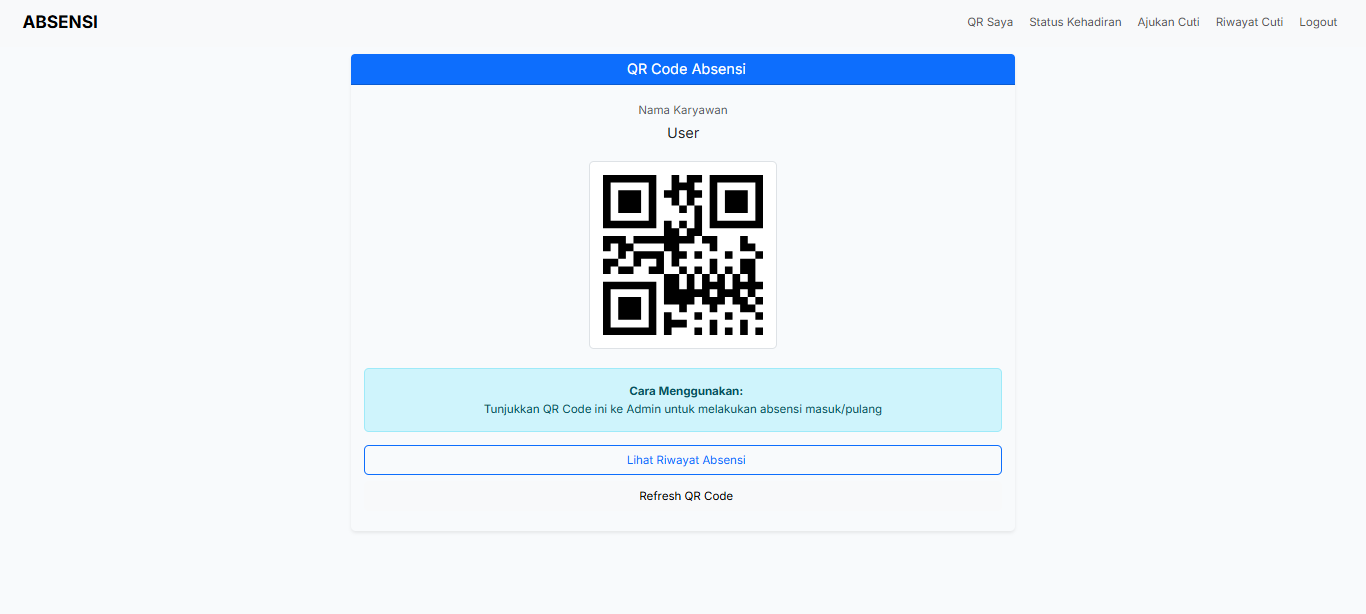 ABSENSI
QR Saya Status Kehadiran Ajukan Cuti Riwayat Cuti Logout
QR Code Absensi
Nama Karyawan
User
Cara Menggunakan:
Tunjukkan QR Code ini ke Admin untuk melakukan absensi masuk/pulang
Lihat Riwayat Absensi
Refresh QR Code